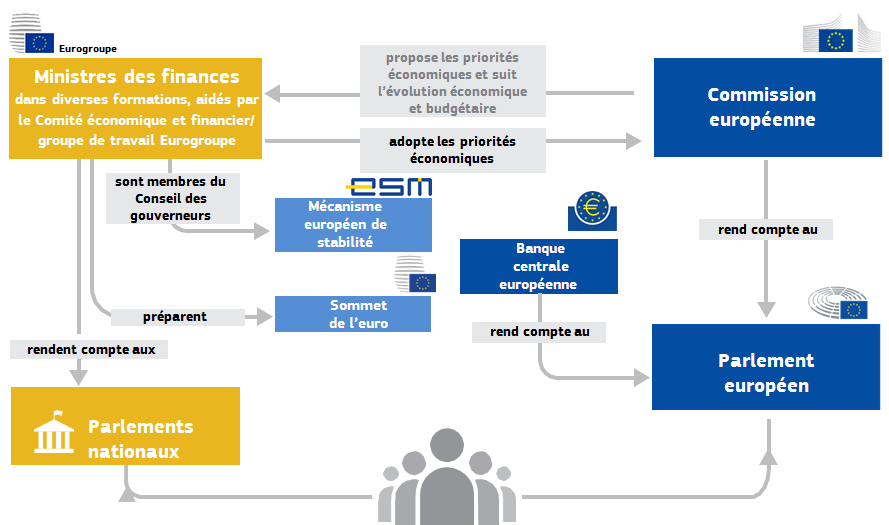 Eurogroupe
Ministres des finances
dans diverses formations, aidés par
le Comité économique et financier/
groupe de travail Eurogroupe
propose les priorités
économiques et suit
l'évolution économique
et budgétaire
Commission
européenne
adopte les priorités
économiques
sont membres du
Conseil des
gouverneurs
esm
Mécanisme
européen de
stabilité
Banque
centrale
européenne
rend compte au
Sommet
de l'euro
préparent
rend compte au
rendent compte aux
Parlement
européen
Parlements
nationaux